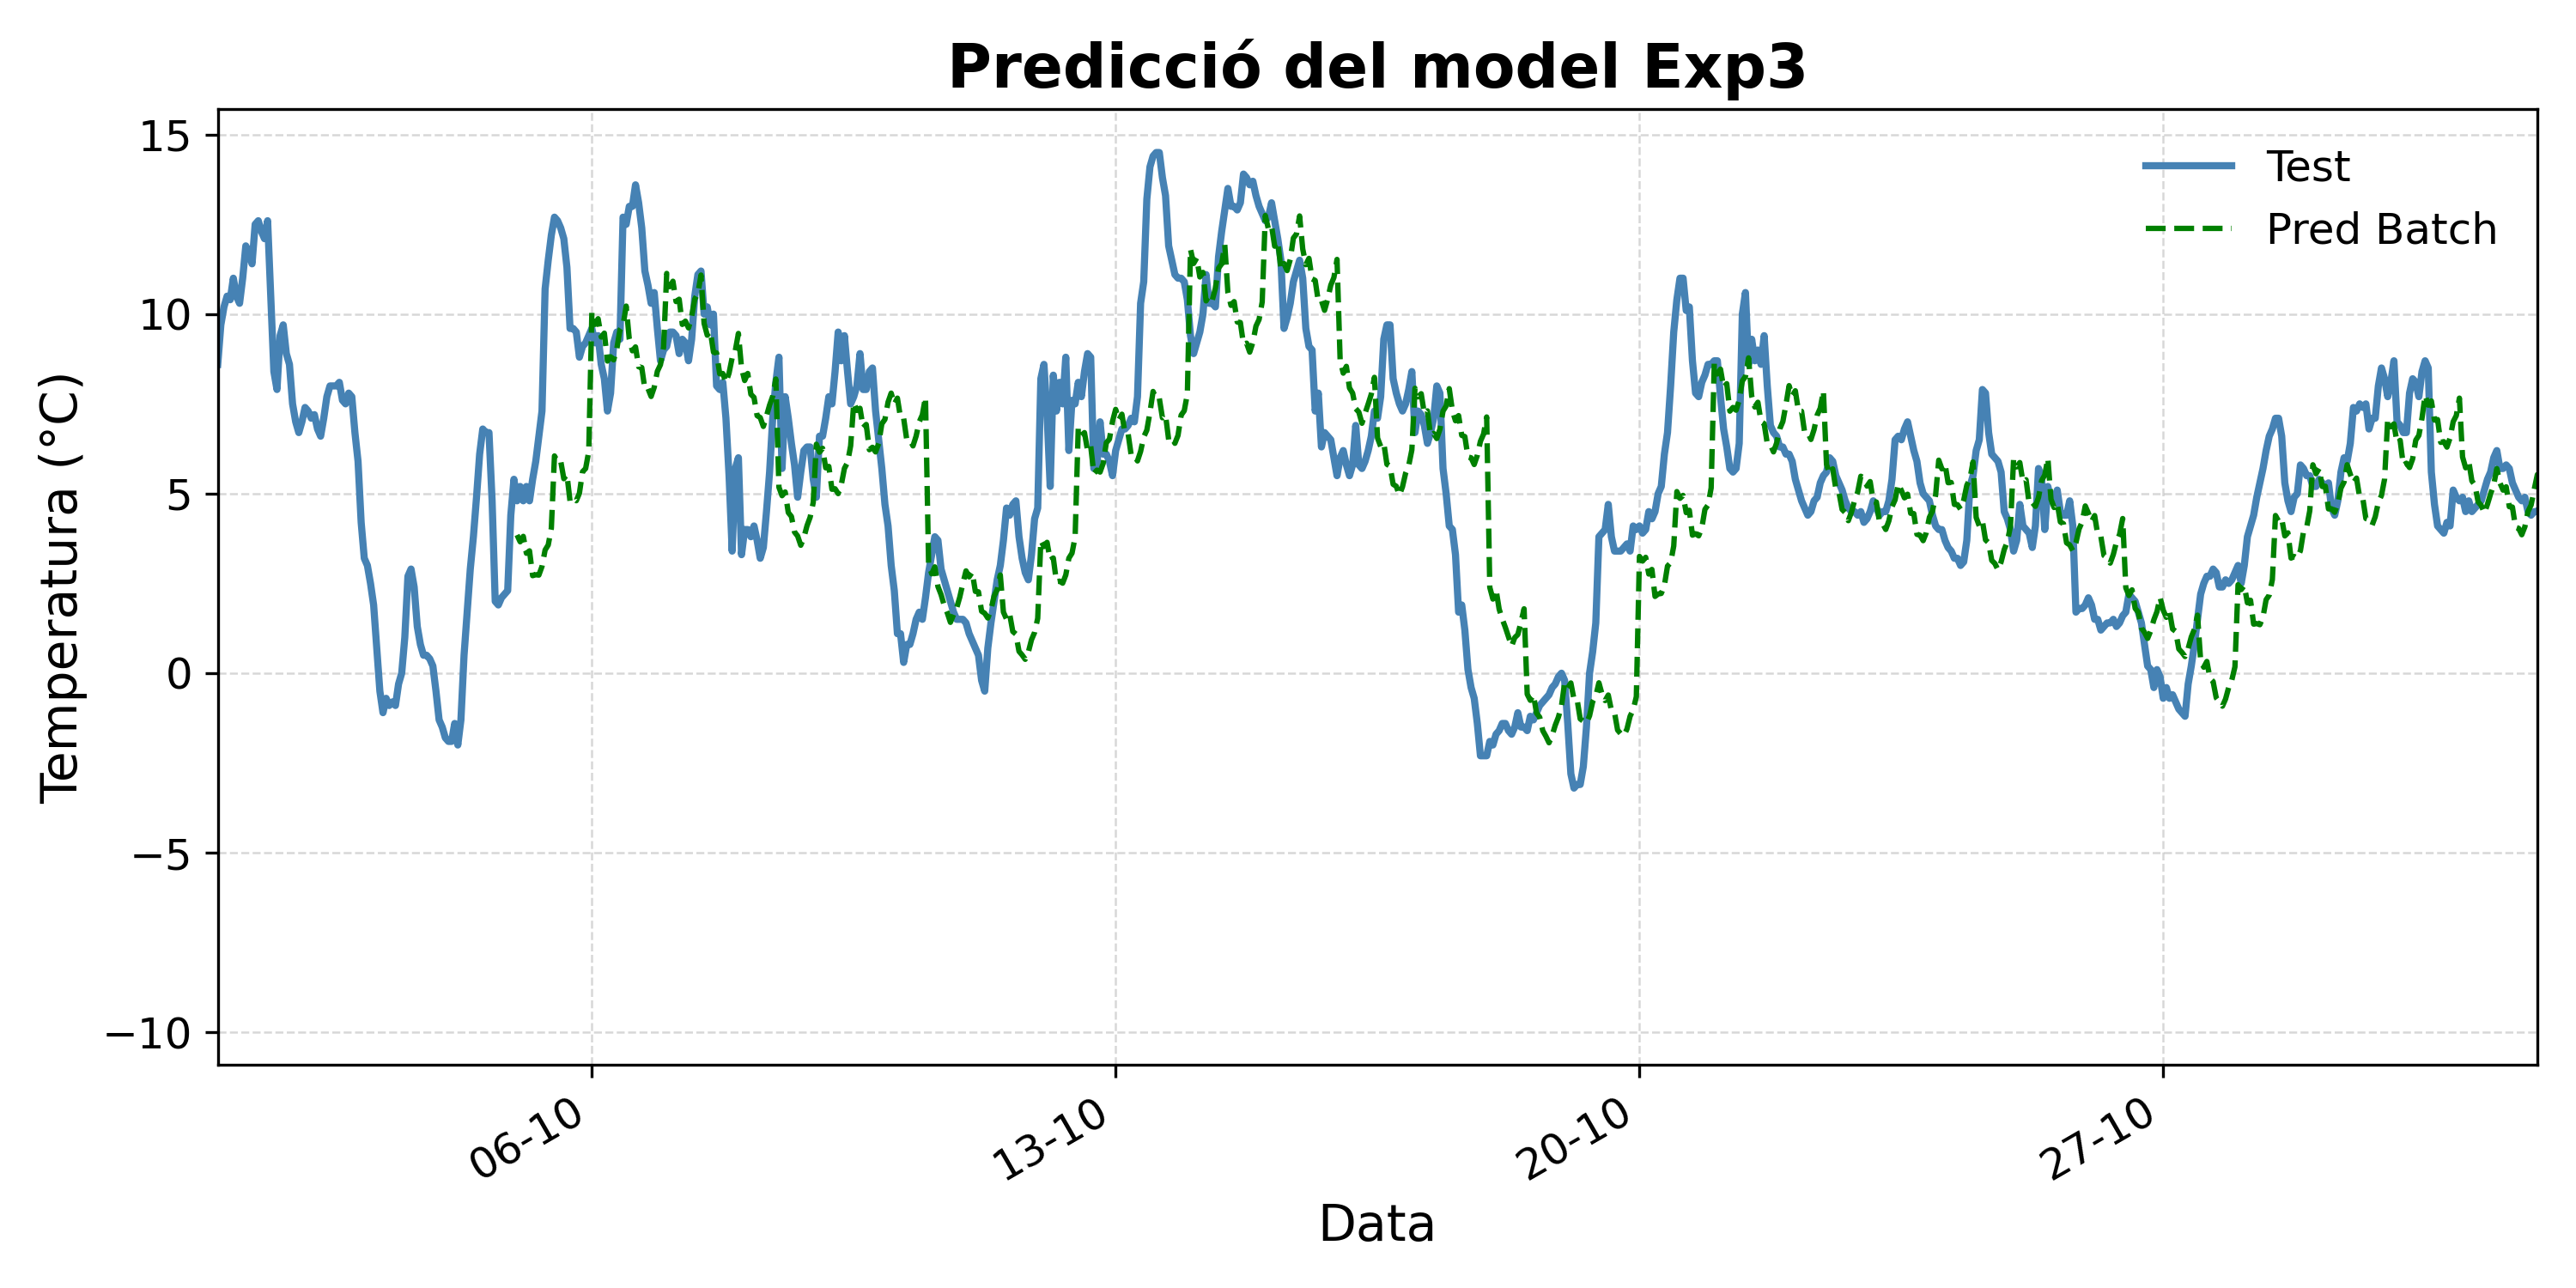 Predicció del model Exp3
Test
Pred Batch
Temperatura (°C)
15
10
5
0
−5
−10
06-10
13-10
20-10
27-10
Data